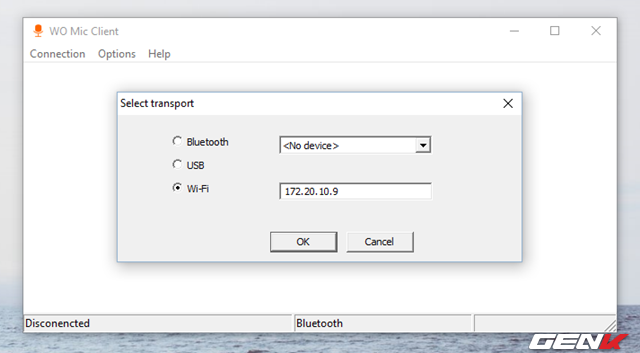 WO Mic Client
Connection Options Help
Select transport
Bluetooth <No device>
USB
Wi-Fi 172.20.10.9
OK Cancel
Disconencted Bluetooth
GENK